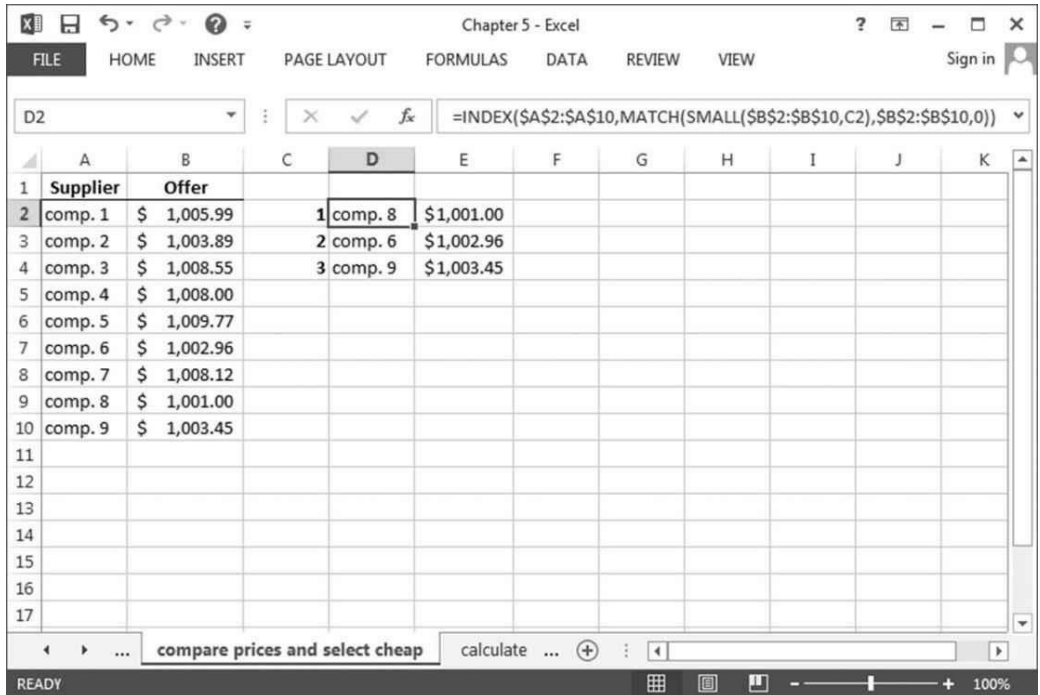 Chapter 5 - Excel
FILE HOME INSERT PAGE LAYOUT FORMULAS DATA REVIEW VIEW Sign in
D2 fx =INDEX($A$2:$A$10,MATCH(SMALL($B$2:$B$10,C2),$B$2:$B$10,0))
A B C D E F G H I J K
1 Supplier Offer
2 comp. 1 $ 1,005.99 1 comp. 8 $1,001.00
3 comp. 2 $ 1,003.89 2 comp. 6 $1,002.96
4 comp. 3 $ 1,008.55 3 comp. 9 $1,003.45
5 comp. 4 $ 1,008.00
6 comp. 5 $ 1,009.77
7 comp. 6 $ 1,002.96
8 comp. 7 $ 1,008.12
9 comp. 8 $ 1,001.00
10 comp. 9 $ 1,003.45
11
12
13
14
15
16
17
... compare prices and select cheap calculate ...
READY 100%